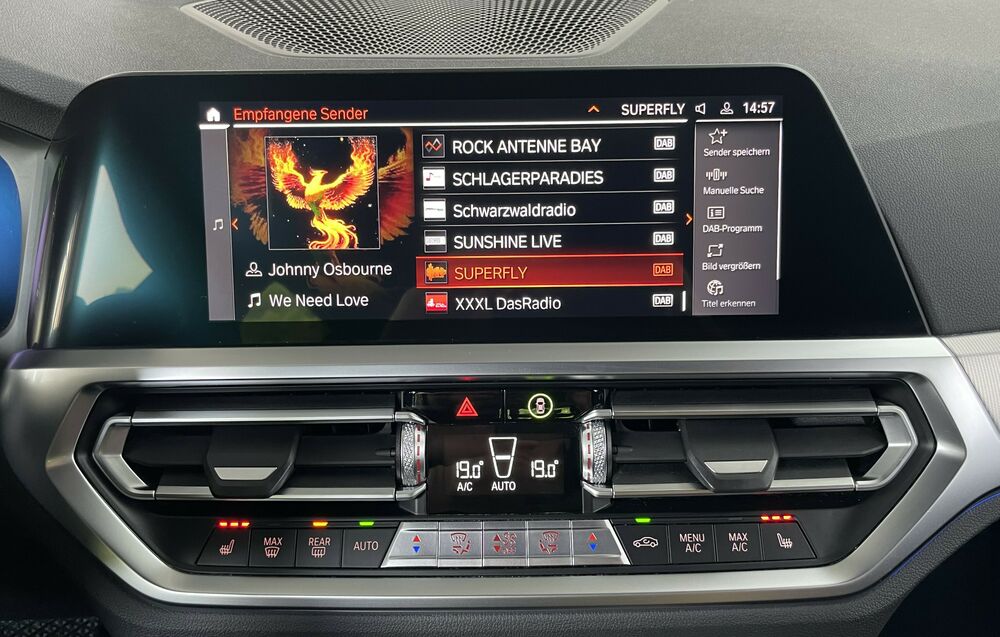 Empfangene Sender
SUPERFLY
14:57
ROCK ANTENNE BAY
DAB
SCHLAGERPARADIES
DAB
Schwarzwaldradio
DAB
SUNSHINE LIVE
DAB
SUPERFLY
DAB
XXXL DasRadio
DAB
Johnny Osbourne
We Need Love
Sender speichern
Manuelle Suche
DAB-Programm
Bild vergrößern
Titel erkennen
19.0°
A/C
AUTO
19.0°
MAX
REAR
AUTO
MENU
A/C
MAX
A/C